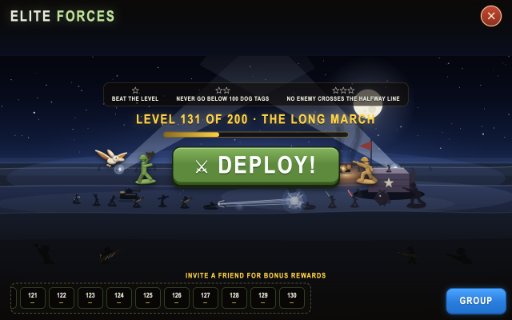 ELITE FORCES
BEAT THE LEVEL
NEVER GO BELOW 100 DOG TAGS
NO ENEMY CROSSES THE HALFWAY LINE
LEVEL 131 OF 200 · THE LONG MARCH
DEPLOY!
INVITE A FRIEND FOR BONUS REWARDS
121 122 123 124 125 126 127 128 129 130
GROUP